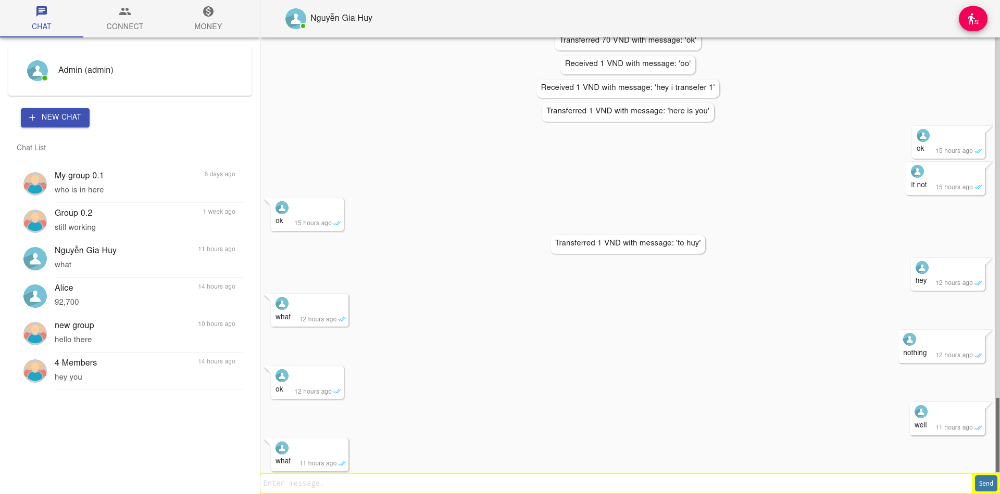 CHAT
CONNECT
MONEY
Admin (admin)
NEW CHAT
Chat List
My group 0.1
6 days ago
who is in here
Group 0.2
1 week ago
still working
Nguyễn Gia Huy
11 hours ago
what
Alice
14 hours ago
92,700
new group
10 hours ago
hello there
4 Members
14 hours ago
hey you
Nguyễn Gia Huy
Transferred 70 VND with message: 'ok'
Received 1 VND with message: 'oo'
Received 1 VND with message: 'hey i transefer 1'
Transferred 1 VND with message: 'here is you'
ok
15 hours ago
it not
15 hours ago
ok
15 hours ago
Transferred 1 VND with message: 'to huy'
hey
12 hours ago
what
12 hours ago
nothing
12 hours ago
ok
12 hours ago
well
11 hours ago
what
11 hours ago
Enter message.
Send